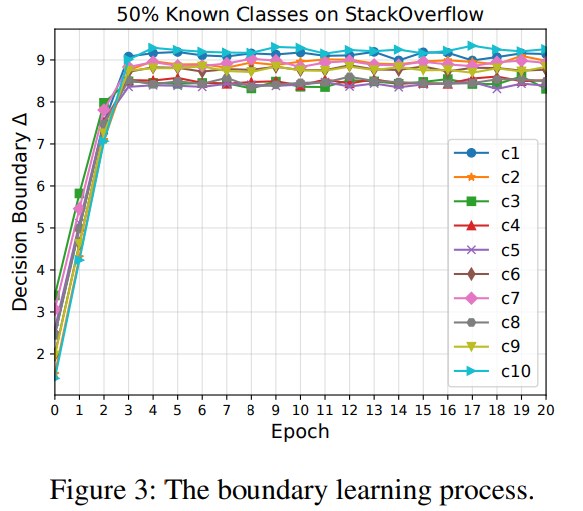 50% Known Classes on StackOverflow
Decision Boundary Δ
9
8
7
6
5
4
3
2
c1
c2
c3
c4
c5
c6
c7
c8
c9
c10
0 1 2 3 4 5 6 7 8 9 10 11 12 13 14 15 16 17 18 19 20
Epoch
Figure 3: The boundary learning process.